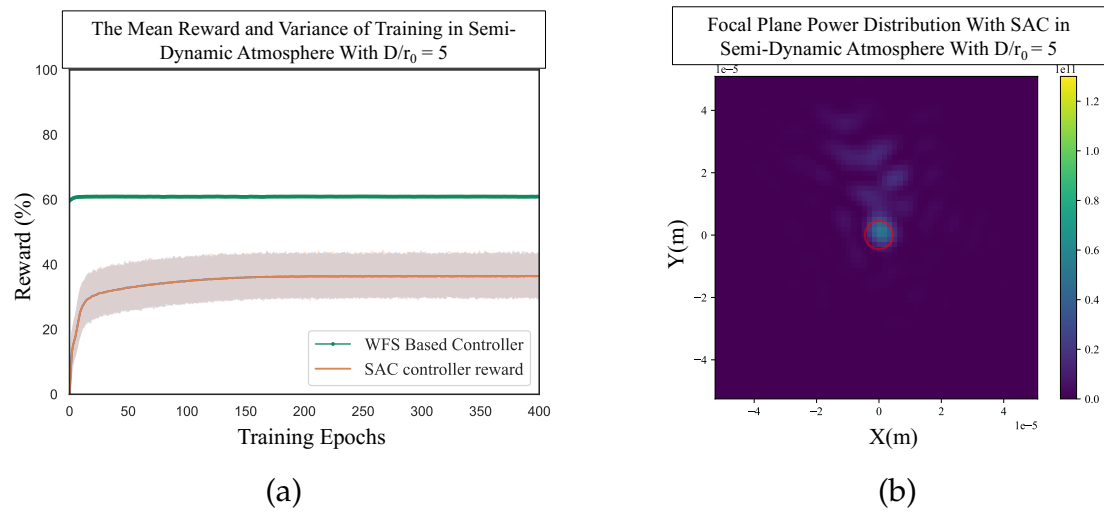 The Mean Reward and Variance of Training in Semi-
Dynamic Atmosphere With D/r₀ = 5
100
80
60
40
20
0
Reward (%)
0
50
100
150
200
250
300
350
400
Training Epochs
WFS Based Controller
SAC controller reward
(a)
Focal Plane Power Distribution With SAC in
Semi-Dynamic Atmosphere With D/r₀ = 5
1e−5
1e11
4
2
0
−2
−4
Y(m)
−4
−2
0
2
4
1e−5
X(m)
1.2
1.0
0.8
0.6
0.4
0.2
0.0
(b)